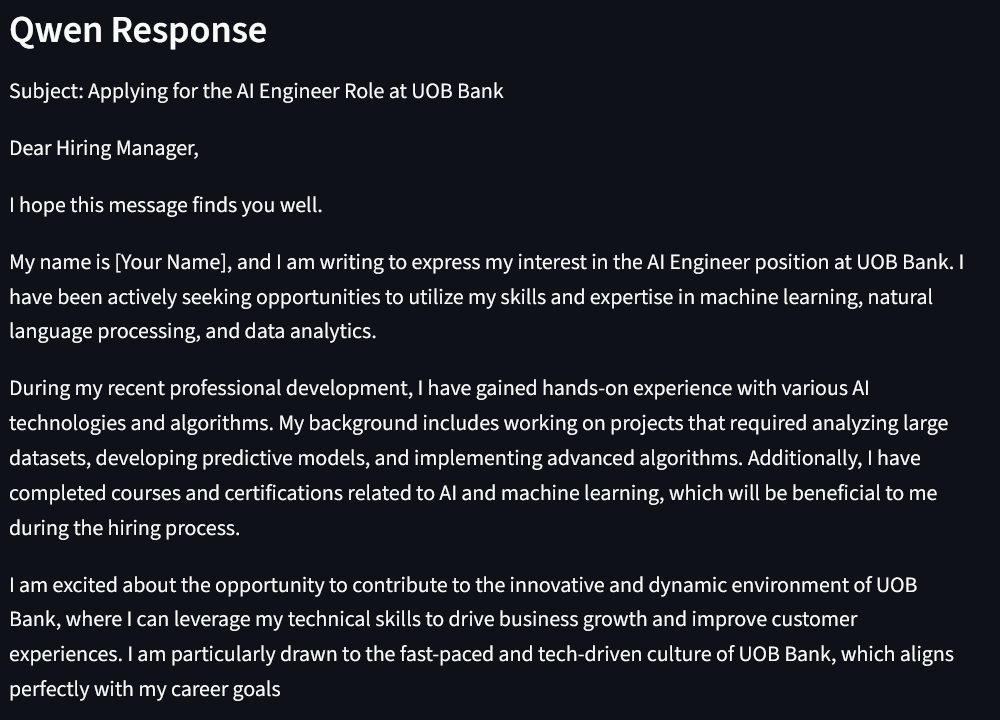 Qwen Response
Subject: Applying for the AI Engineer Role at UOB Bank
Dear Hiring Manager,
I hope this message finds you well.
My name is [Your Name], and I am writing to express my interest in the AI Engineer position at UOB Bank. I
have been actively seeking opportunities to utilize my skills and expertise in machine learning, natural
language processing, and data analytics.
During my recent professional development, I have gained hands-on experience with various AI
technologies and algorithms. My background includes working on projects that required analyzing large
datasets, developing predictive models, and implementing advanced algorithms. Additionally, I have
completed courses and certifications related to AI and machine learning, which will be beneficial to me
during the hiring process.
I am excited about the opportunity to contribute to the innovative and dynamic environment of UOB
Bank, where I can leverage my technical skills to drive business growth and improve customer
experiences. I am particularly drawn to the fast-paced and tech-driven culture of UOB Bank, which aligns
perfectly with my career goals